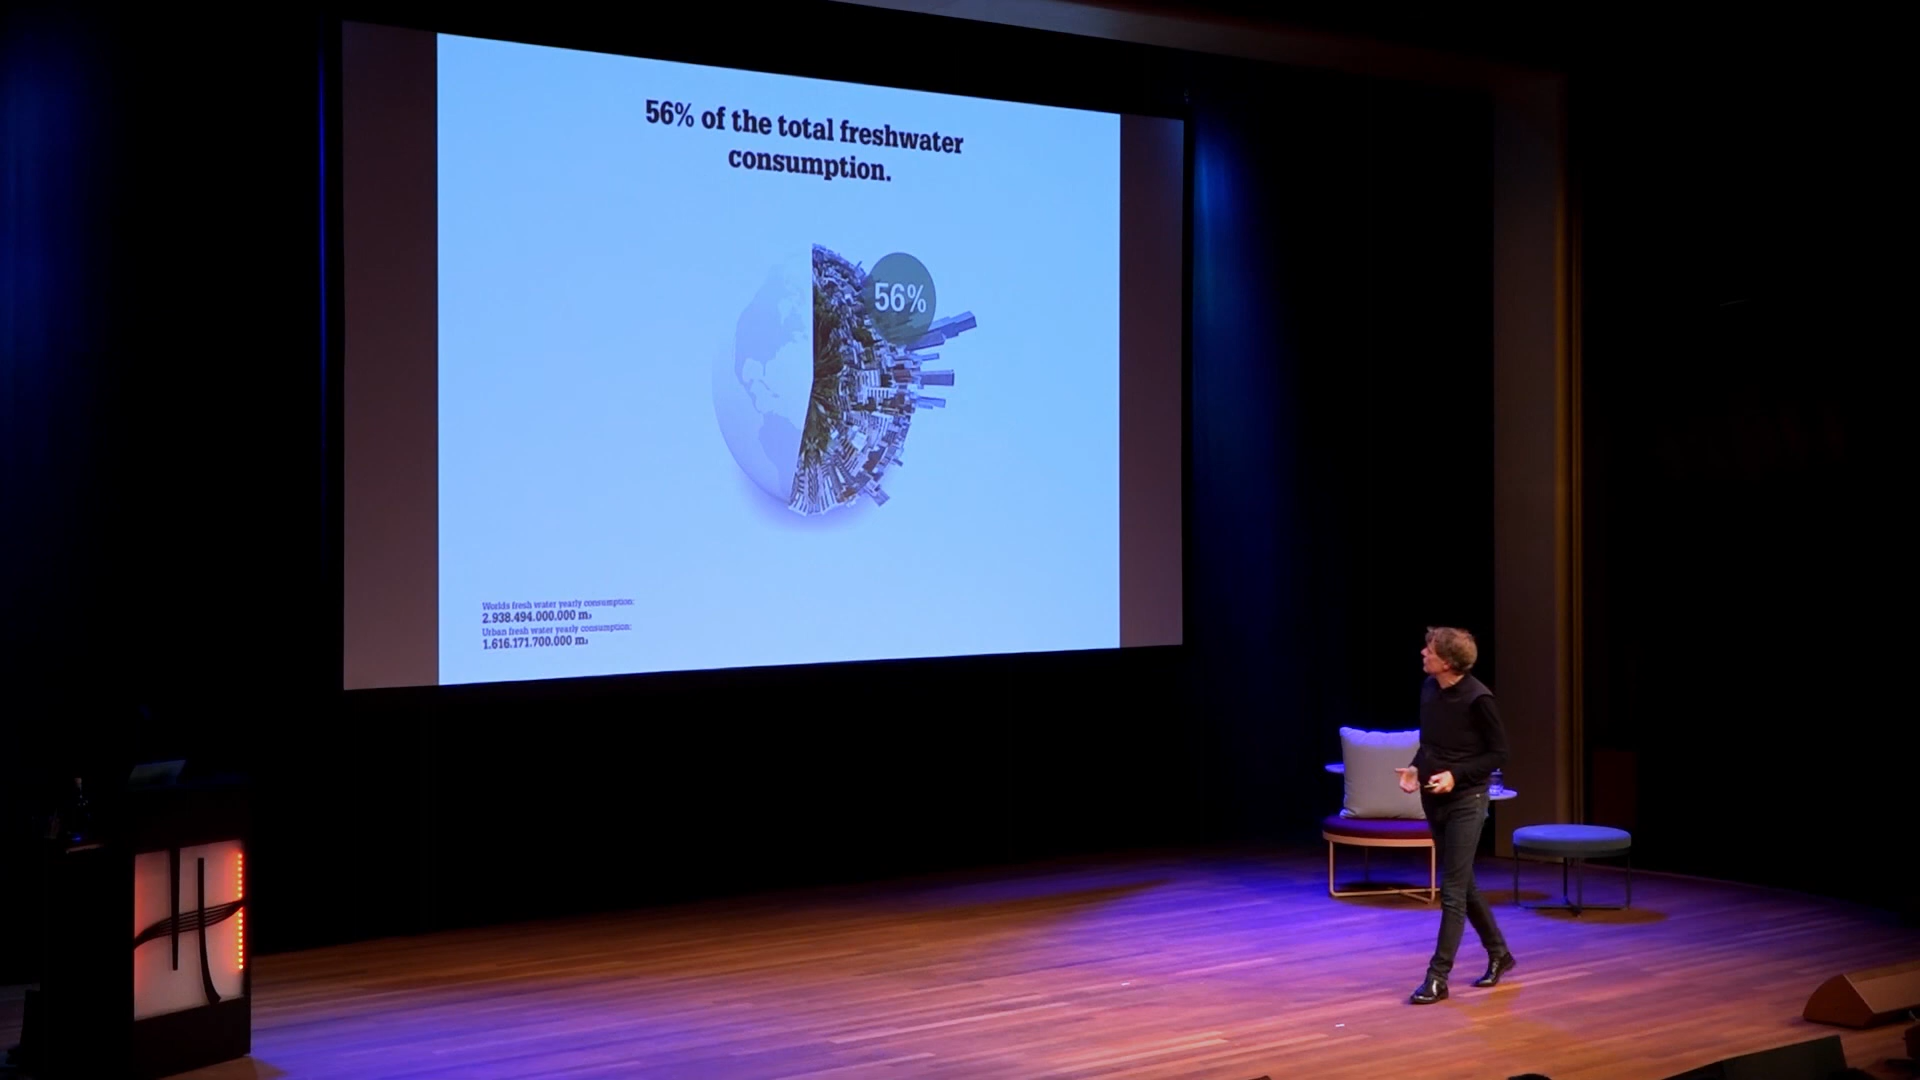 56% of the total freshwater
consumption.
56%
Worlds fresh water yearly consumption:
2.938.494.000.000 m₃
Urban fresh water yearly consumption:
1.616.171.700.000 m₃